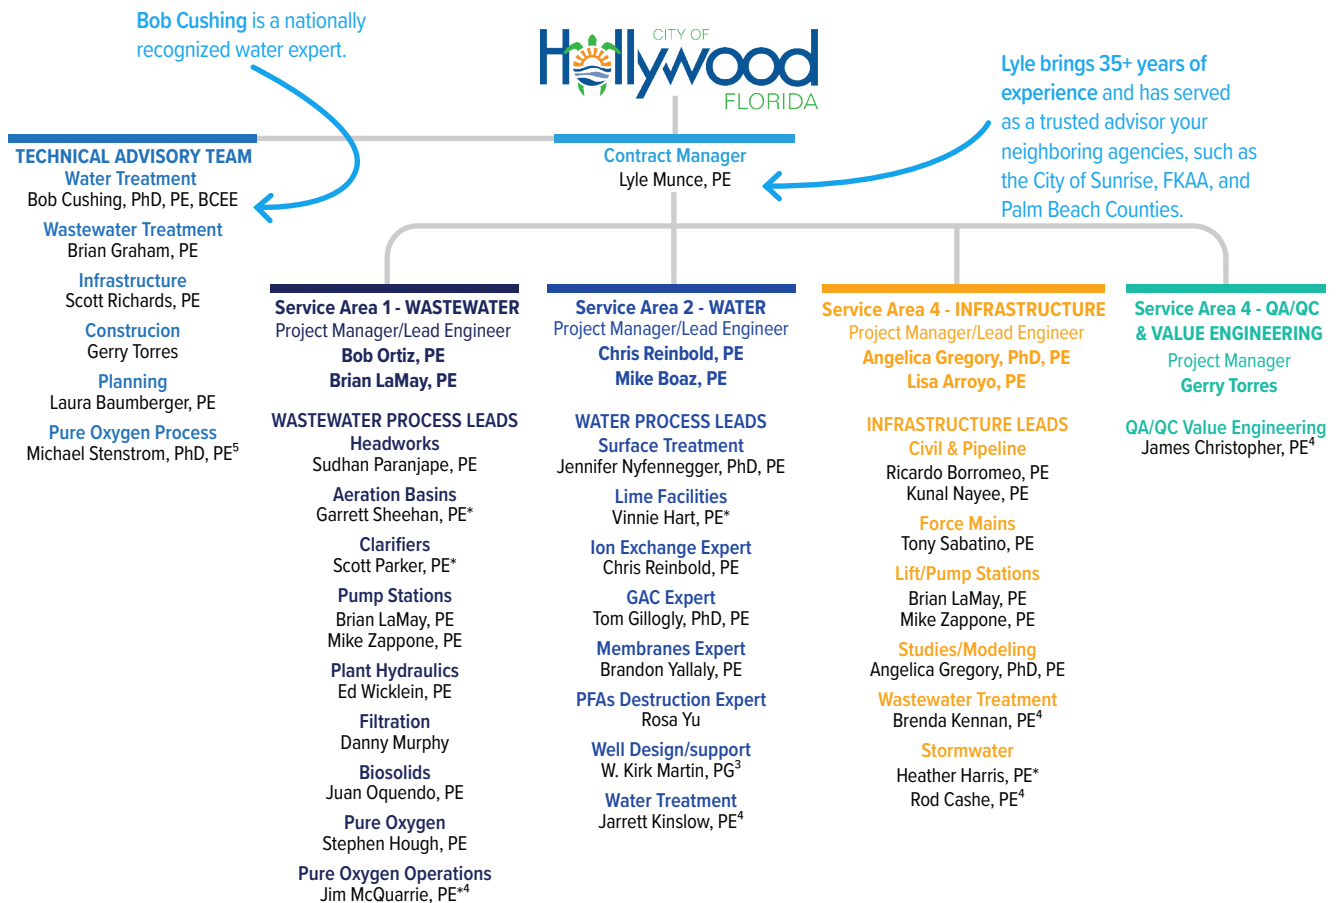 Bob Cushing is a nationally
recognized water expert.
CITY OF
Hollywood
FLORIDA
Lyle brings 35+ years of
experience and has served
as a trusted advisor your
neighboring agencies, such as
the City of Sunrise, FKAA, and
Palm Beach Counties.
Contract Manager
Lyle Munce, PE
TECHNICAL ADVISORY TEAM
Water Treatment
Bob Cushing, PhD, PE, BCEE
Wastewater Treatment
Brian Graham, PE
Infrastructure
Scott Richards, PE
Construcion
Gerry Torres
Planning
Laura Baumberger, PE
Pure Oxygen Process
Michael Stenstrom, PhD, PE⁵
Service Area 1 - WASTEWATER
Project Manager/Lead Engineer
Bob Ortiz, PE
Brian LaMay, PE
WASTEWATER PROCESS LEADS
Headworks
Sudhan Paranjape, PE
Aeration Basins
Garrett Sheehan, PE*
Clarifiers
Scott Parker, PE*
Pump Stations
Brian LaMay, PE
Mike Zappone, PE
Plant Hydraulics
Ed Wicklein, PE
Filtration
Danny Murphy
Biosolids
Juan Oquendo, PE
Pure Oxygen
Stephen Hough, PE
Pure Oxygen Operations
Jim McQuarrie, PE*⁴
Service Area 2 - WATER
Project Manager/Lead Engineer
Chris Reinbold, PE
Mike Boaz, PE
WATER PROCESS LEADS
Surface Treatment
Jennifer Nyfennegger, PhD, PE
Lime Facilities
Vinnie Hart, PE*
Ion Exchange Expert
Chris Reinbold, PE
GAC Expert
Tom Gillogly, PhD, PE
Membranes Expert
Brandon Yallaly, PE
PFAs Destruction Expert
Rosa Yu
Well Design/support
W. Kirk Martin, PG³
Water Treatment
Jarrett Kinslow, PE⁴
Service Area 4 - INFRASTRUCTURE
Project Manager/Lead Engineer
Angelica Gregory, PhD, PE
Lisa Arroyo, PE
INFRASTRUCTURE LEADS
Civil & Pipeline
Ricardo Borromeo, PE
Kunal Nayee, PE
Force Mains
Tony Sabatino, PE
Lift/Pump Stations
Brian LaMay, PE
Mike Zappone, PE
Studies/Modeling
Angelica Gregory, PhD, PE
Wastewater Treatment
Brenda Kennan, PE⁴
Stormwater
Heather Harris, PE*
Rod Cashe, PE⁴
Service Area 4 - QA/QC
& VALUE ENGINEERING
Project Manager
Gerry Torres
QA/QC Value Engineering
James Christopher, PE⁴